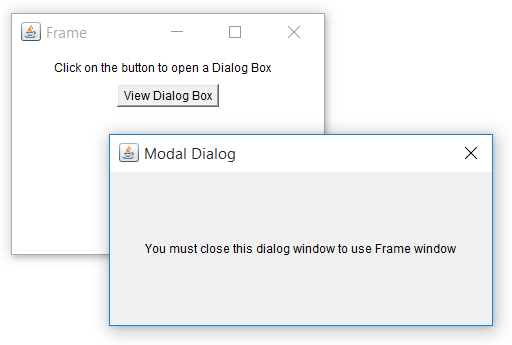 Frame
Click on the button to open a Dialog Box
View Dialog Box
Modal Dialog
You must close this dialog window to use Frame window